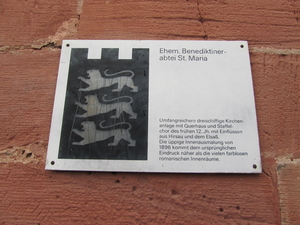 Ehem. Benediktiner-
abtei St. Maria
Umfangreichere dreischiffige Kirchen-
anlage mit Querhaus und Staffel-
chor des frühen 12. Jh. mit Einflüssen
aus Hirsau und dem Elsaß.
Die üppige Innenausmalung von
1896 kommt dem ursprünglichen
Eindruck näher als die vielen farblosen
romanischen Innenräume.